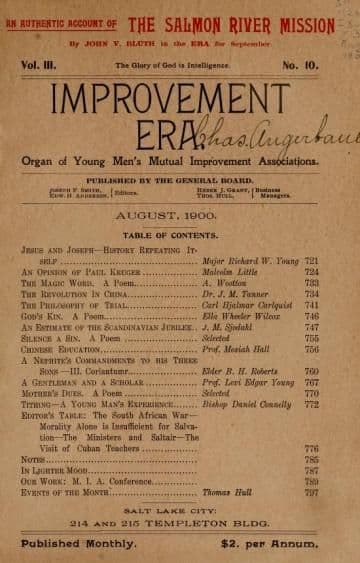 AN AUTHENTIC ACCOUNT OF THE SALMON RIVER MISSION
By JOHN V. BLUTH in the ERA for September.
Vol. III. The Glory of God is Intelligence. No. 10.
IMPROVEMENT
ERA.
Chas. Angerbauer
Organ of Young Men's Mutual Improvement Associations.
PUBLISHED BY THE GENERAL BOARD.
JOSEPH F. SMITH, EDW. H. ANDERSON, } Editors. HEBER J. GRANT, THOS. HULL, } Business Managers.
AUGUST, 1900.
TABLE OF CONTENTS.
JESUS AND JOSEPH—HISTORY REPEATING IT-
SELF ........ Major Richard W. Young 721
AN OPINION OF PAUL KRUGER ........ Malcolm Little 724
THE MAGIC WORD. A Poem ........ A. Wootton 733
THE REVOLUTION IN CHINA ........ Dr. J. M. Tanner 734
THE PHILOSOPHY OF TRIAL ........ Carl Hjalmar Carlquist 741
GOD'S KIN. A Poem ........ Ella Wheeler Wilcox 746
AN ESTIMATE OF THE SCANDINAVIAN JUBILEE .. J. M. Sjodahl 747
SILENCE A SIN. A Poem ........ Selected 755
CHINESE EDUCATION ........ Prof. Mosiah Hall 756
A NEPHITE'S COMMANDMENTS TO HIS THREE
SONS—III. Coriantumr ........ Elder B. H. Roberts 760
A GENTLEMAN AND A SCHOLAR ........ Prof. Levi Edgar Young 767
MOTHER'S DUES. A Poem ........ Selected 770
TITHING—A YOUNG MAN'S EXPERIENCE ........ Bishop Daniel Connelly 772
EDITOR'S TABLE: The South African War—
Morality Alone is Insufficient for Salva-
tion—The Ministers and Saltair—The
Visit of Cuban Teachers ........ 776
NOTES ........ 785
IN LIGHTER MOOD ........ 787
OUR WORK: M. I. A. Conference ........ 789
EVENTS OF THE MONTH ........ Thomas Hull 797
SALT LAKE CITY:
214 AND 215 TEMPLETON BLDG.
Published Monthly. $2. per Annum.